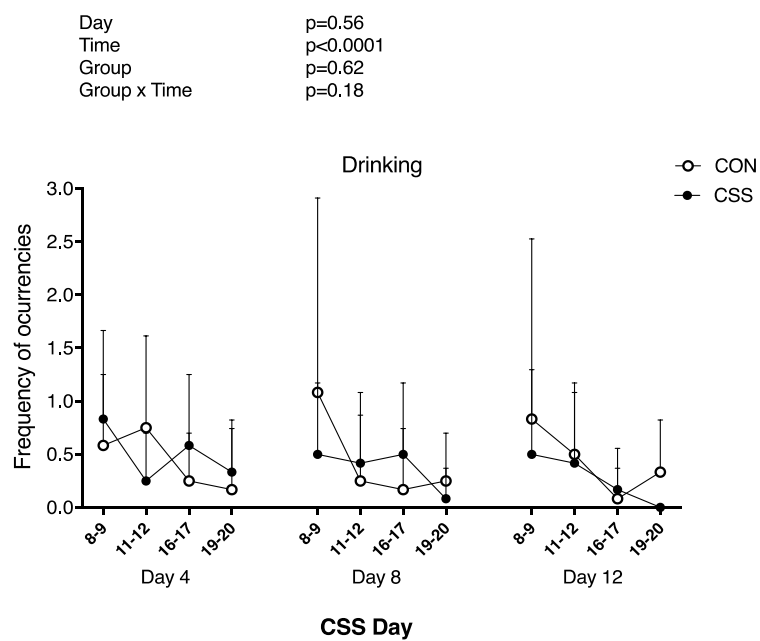 Day p=0.56
Time p<0.0001
Group p=0.62
Group x Time p=0.18
Drinking
CON
CSS
Frequency of ocurrencies
3.0
2.5
2.0
1.5
1.0
0.5
0.0
8-9 11-12 16-17 19-20 8-9 11-12 16-17 19-20 8-9 11-12 16-17 19-20
Day 4 Day 8 Day 12
CSS Day